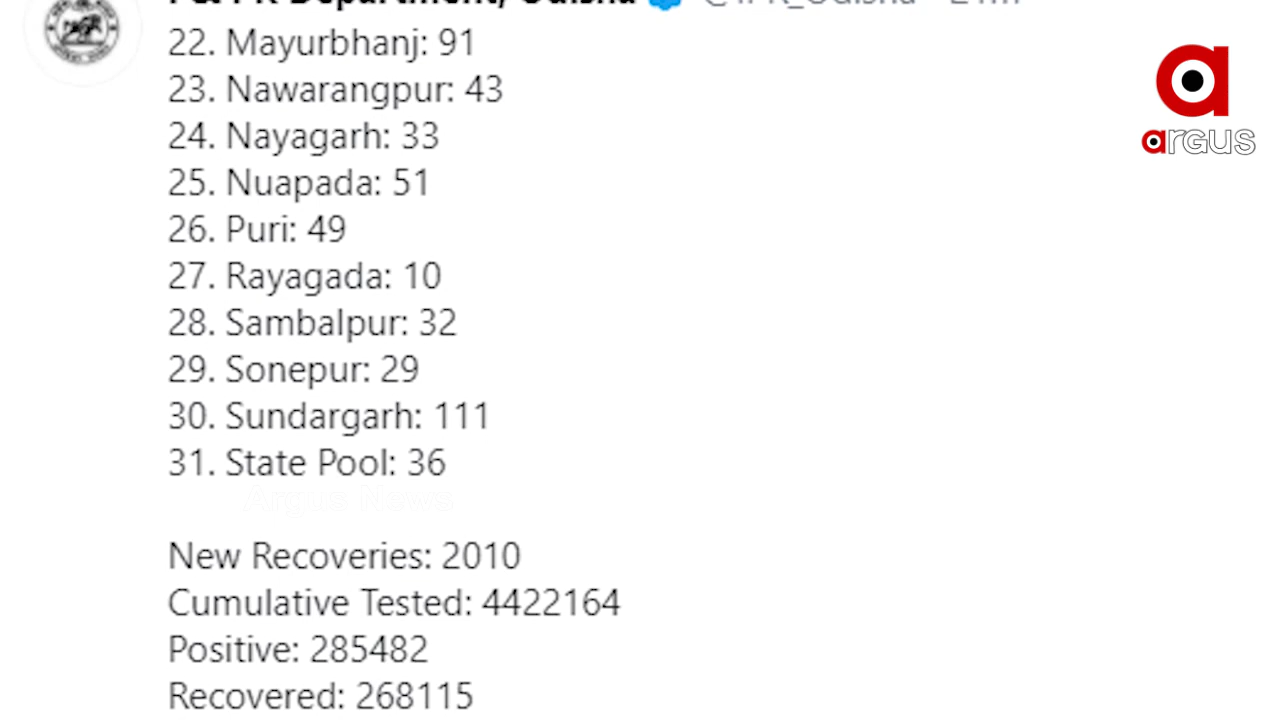 22. Mayurbhanj: 91
23. Nawarangpur: 43
24. Nayagarh: 33
25. Nuapada: 51
26. Puri: 49
27. Rayagada: 10
28. Sambalpur: 32
29. Sonepur: 29
30. Sundargarh: 111
31. State Pool: 36
Argus News
New Recoveries: 2010
Cumulative Tested: 4422164
Positive: 285482
Recovered: 268115
a
argus